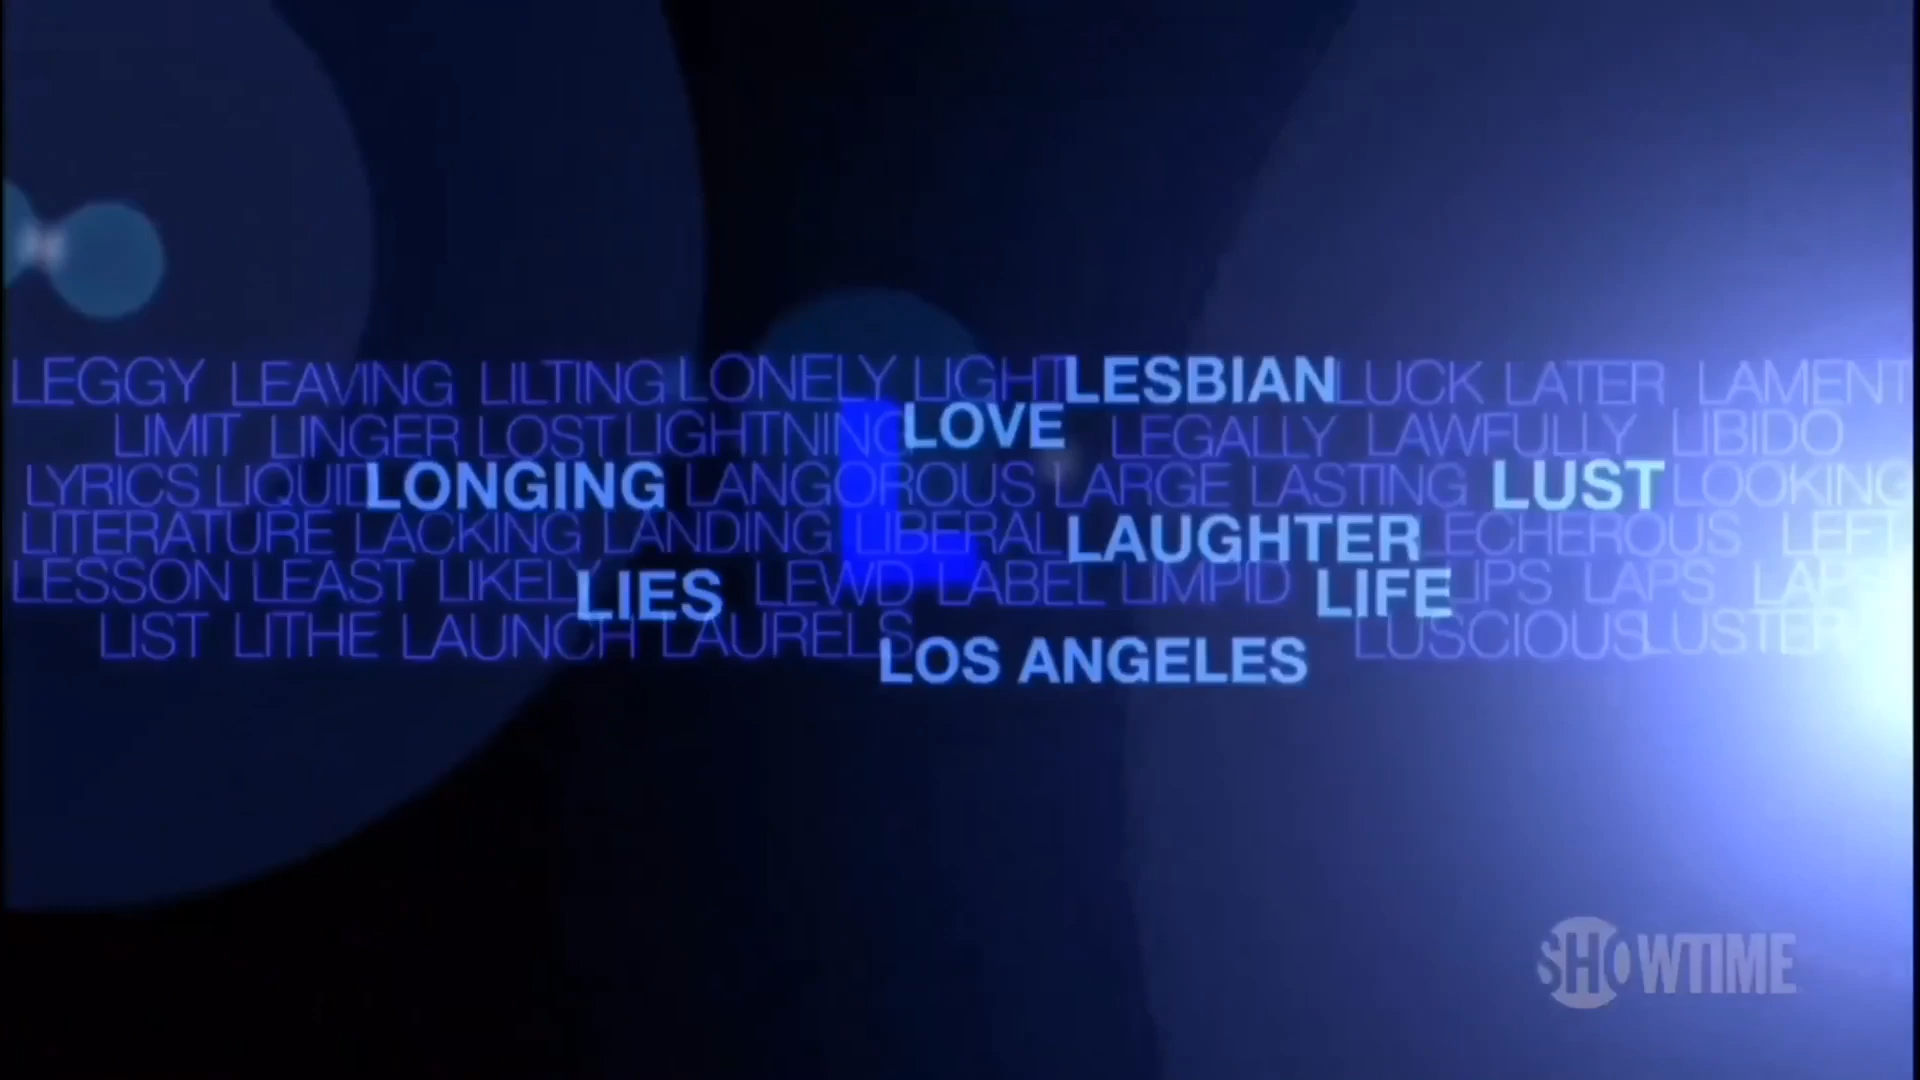 LEGGY LEAVING LILTING LONELY LIGHT LESBIAN LUCK LATER LAMENT
LIMIT LINGER LOST LIGHTNING LOVE LEGALLY LAWFULLY LIBIDO
LYRICS LIQUID LONGING LANGOROUS LARGE LASTING LUST LOOKING
LITERATURE LACKING LANDING LIBERAL LAUGHTER LECHEROUS LEFT
LESSON LEAST LIKELY LIES LEWD LABEL LIMPID LIFE LIPS LAPS LAPS
LIST LITHE LAUNCH LAURELS LOS ANGELES LUSCIOUS LUSTER
L
SHOWTIME